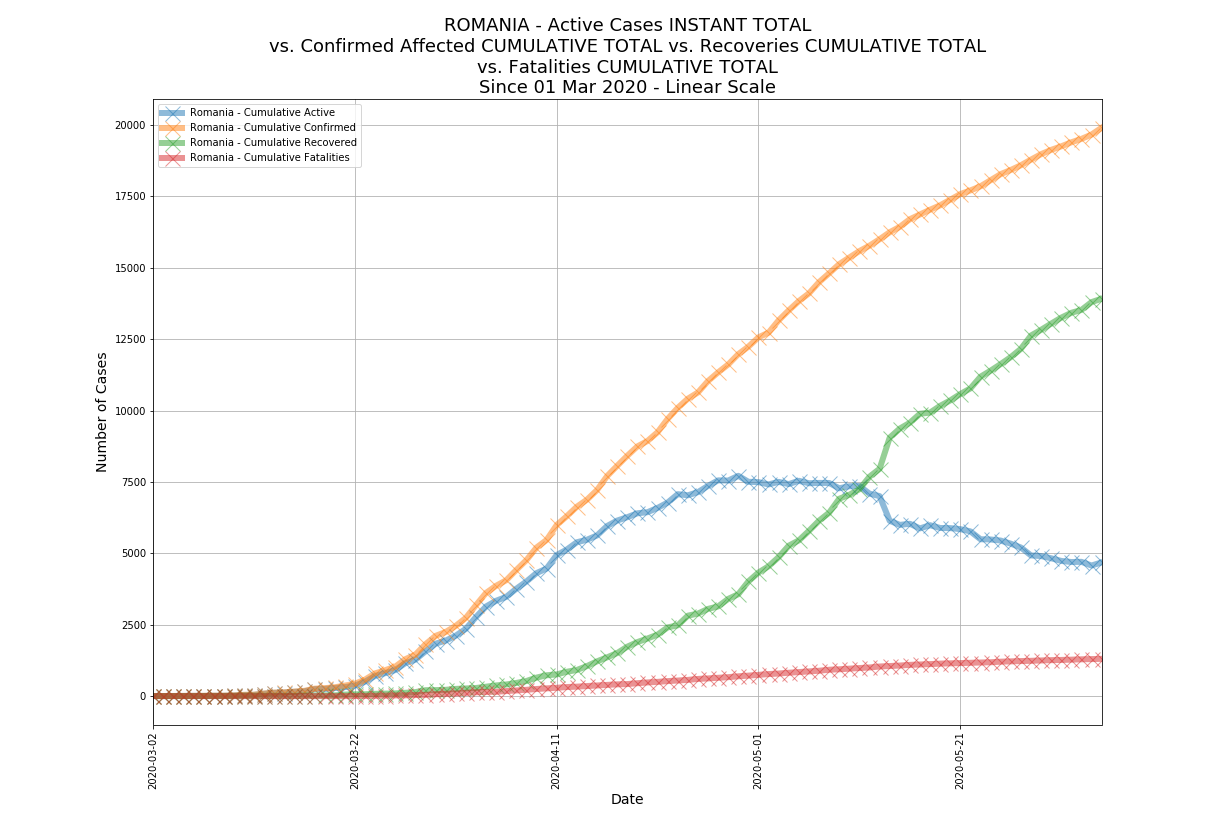 ROMANIA - Active Cases INSTANT TOTAL
vs. Confirmed Affected CUMULATIVE TOTAL vs. Recoveries CUMULATIVE TOTAL
vs. Fatalities CUMULATIVE TOTAL
Since 01 Mar 2020 - Linear Scale
Romania - Cumulative Active
Romania - Cumulative Confirmed
Romania - Cumulative Recovered
Romania - Cumulative Fatalities
Number of Cases
20000
17500
15000
12500
10000
7500
5000
2500
0
2020-03-02
2020-03-22
2020-04-11
2020-05-01
2020-05-21
Date